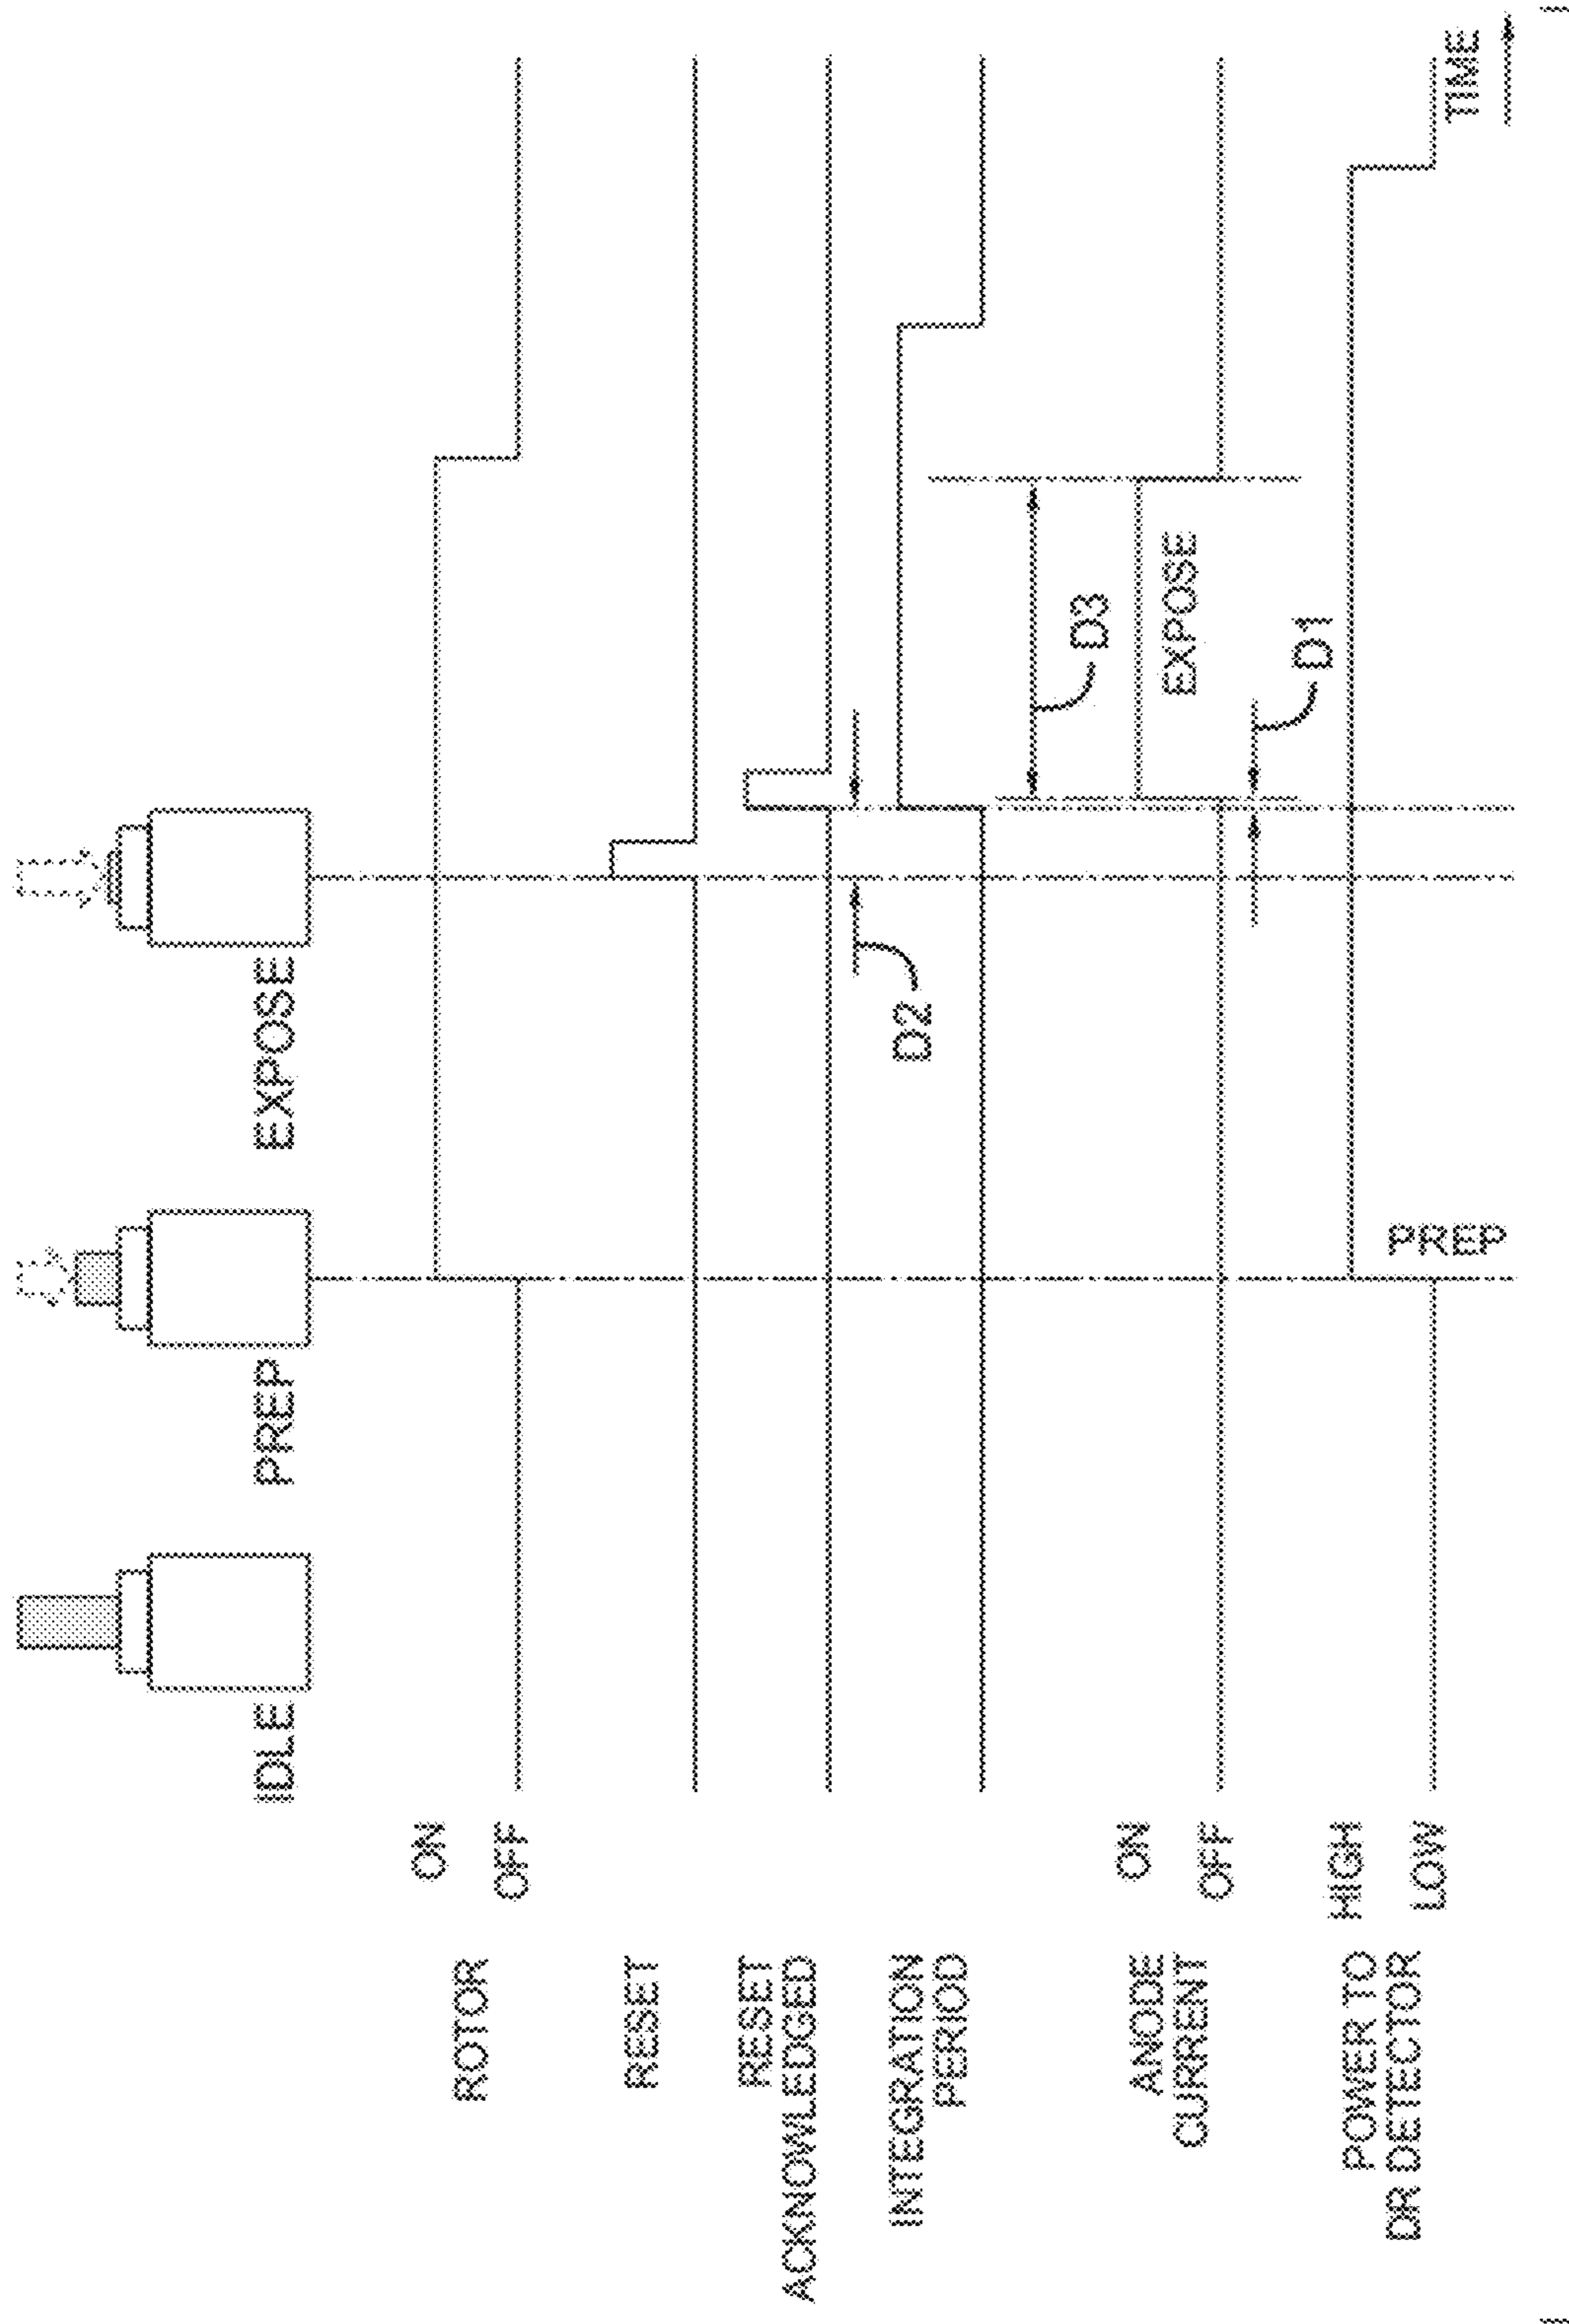 IDLE
PREP
EXPOSE
ROTOR
ON
OFF
RESET
RESET
ACKNOWLEDGED
D2
INTEGRATION
PERIOD
D3
ANODE
CURRENT
ON
OFF
EXPOSE
D1
POWER TO
DR DETECTOR
HIGH
LOW
PREP
TIME